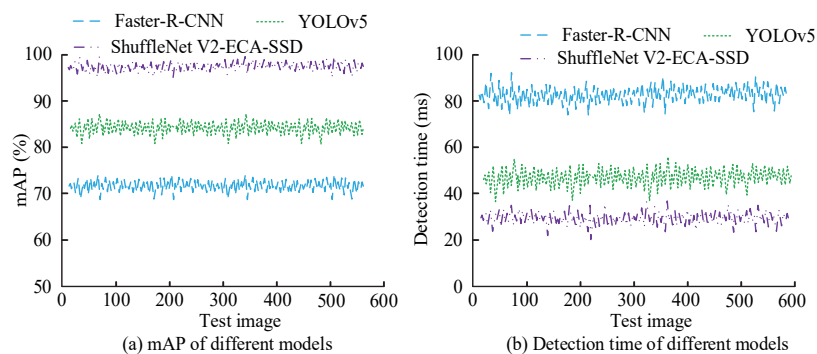 Faster-R-CNN YOLOv5
ShuffleNet V2-ECA-SSD
100
90
80
70
60
50
mAP (%)
0 100 200 300 400 500 600
Test image
(a) mAP of different models
Faster-R-CNN YOLOv5
ShuffleNet V2-ECA-SSD
100
80
60
40
20
0
Detection time (ms)
0 100 200 300 400 500 600
Test image
(b) Detection time of different models